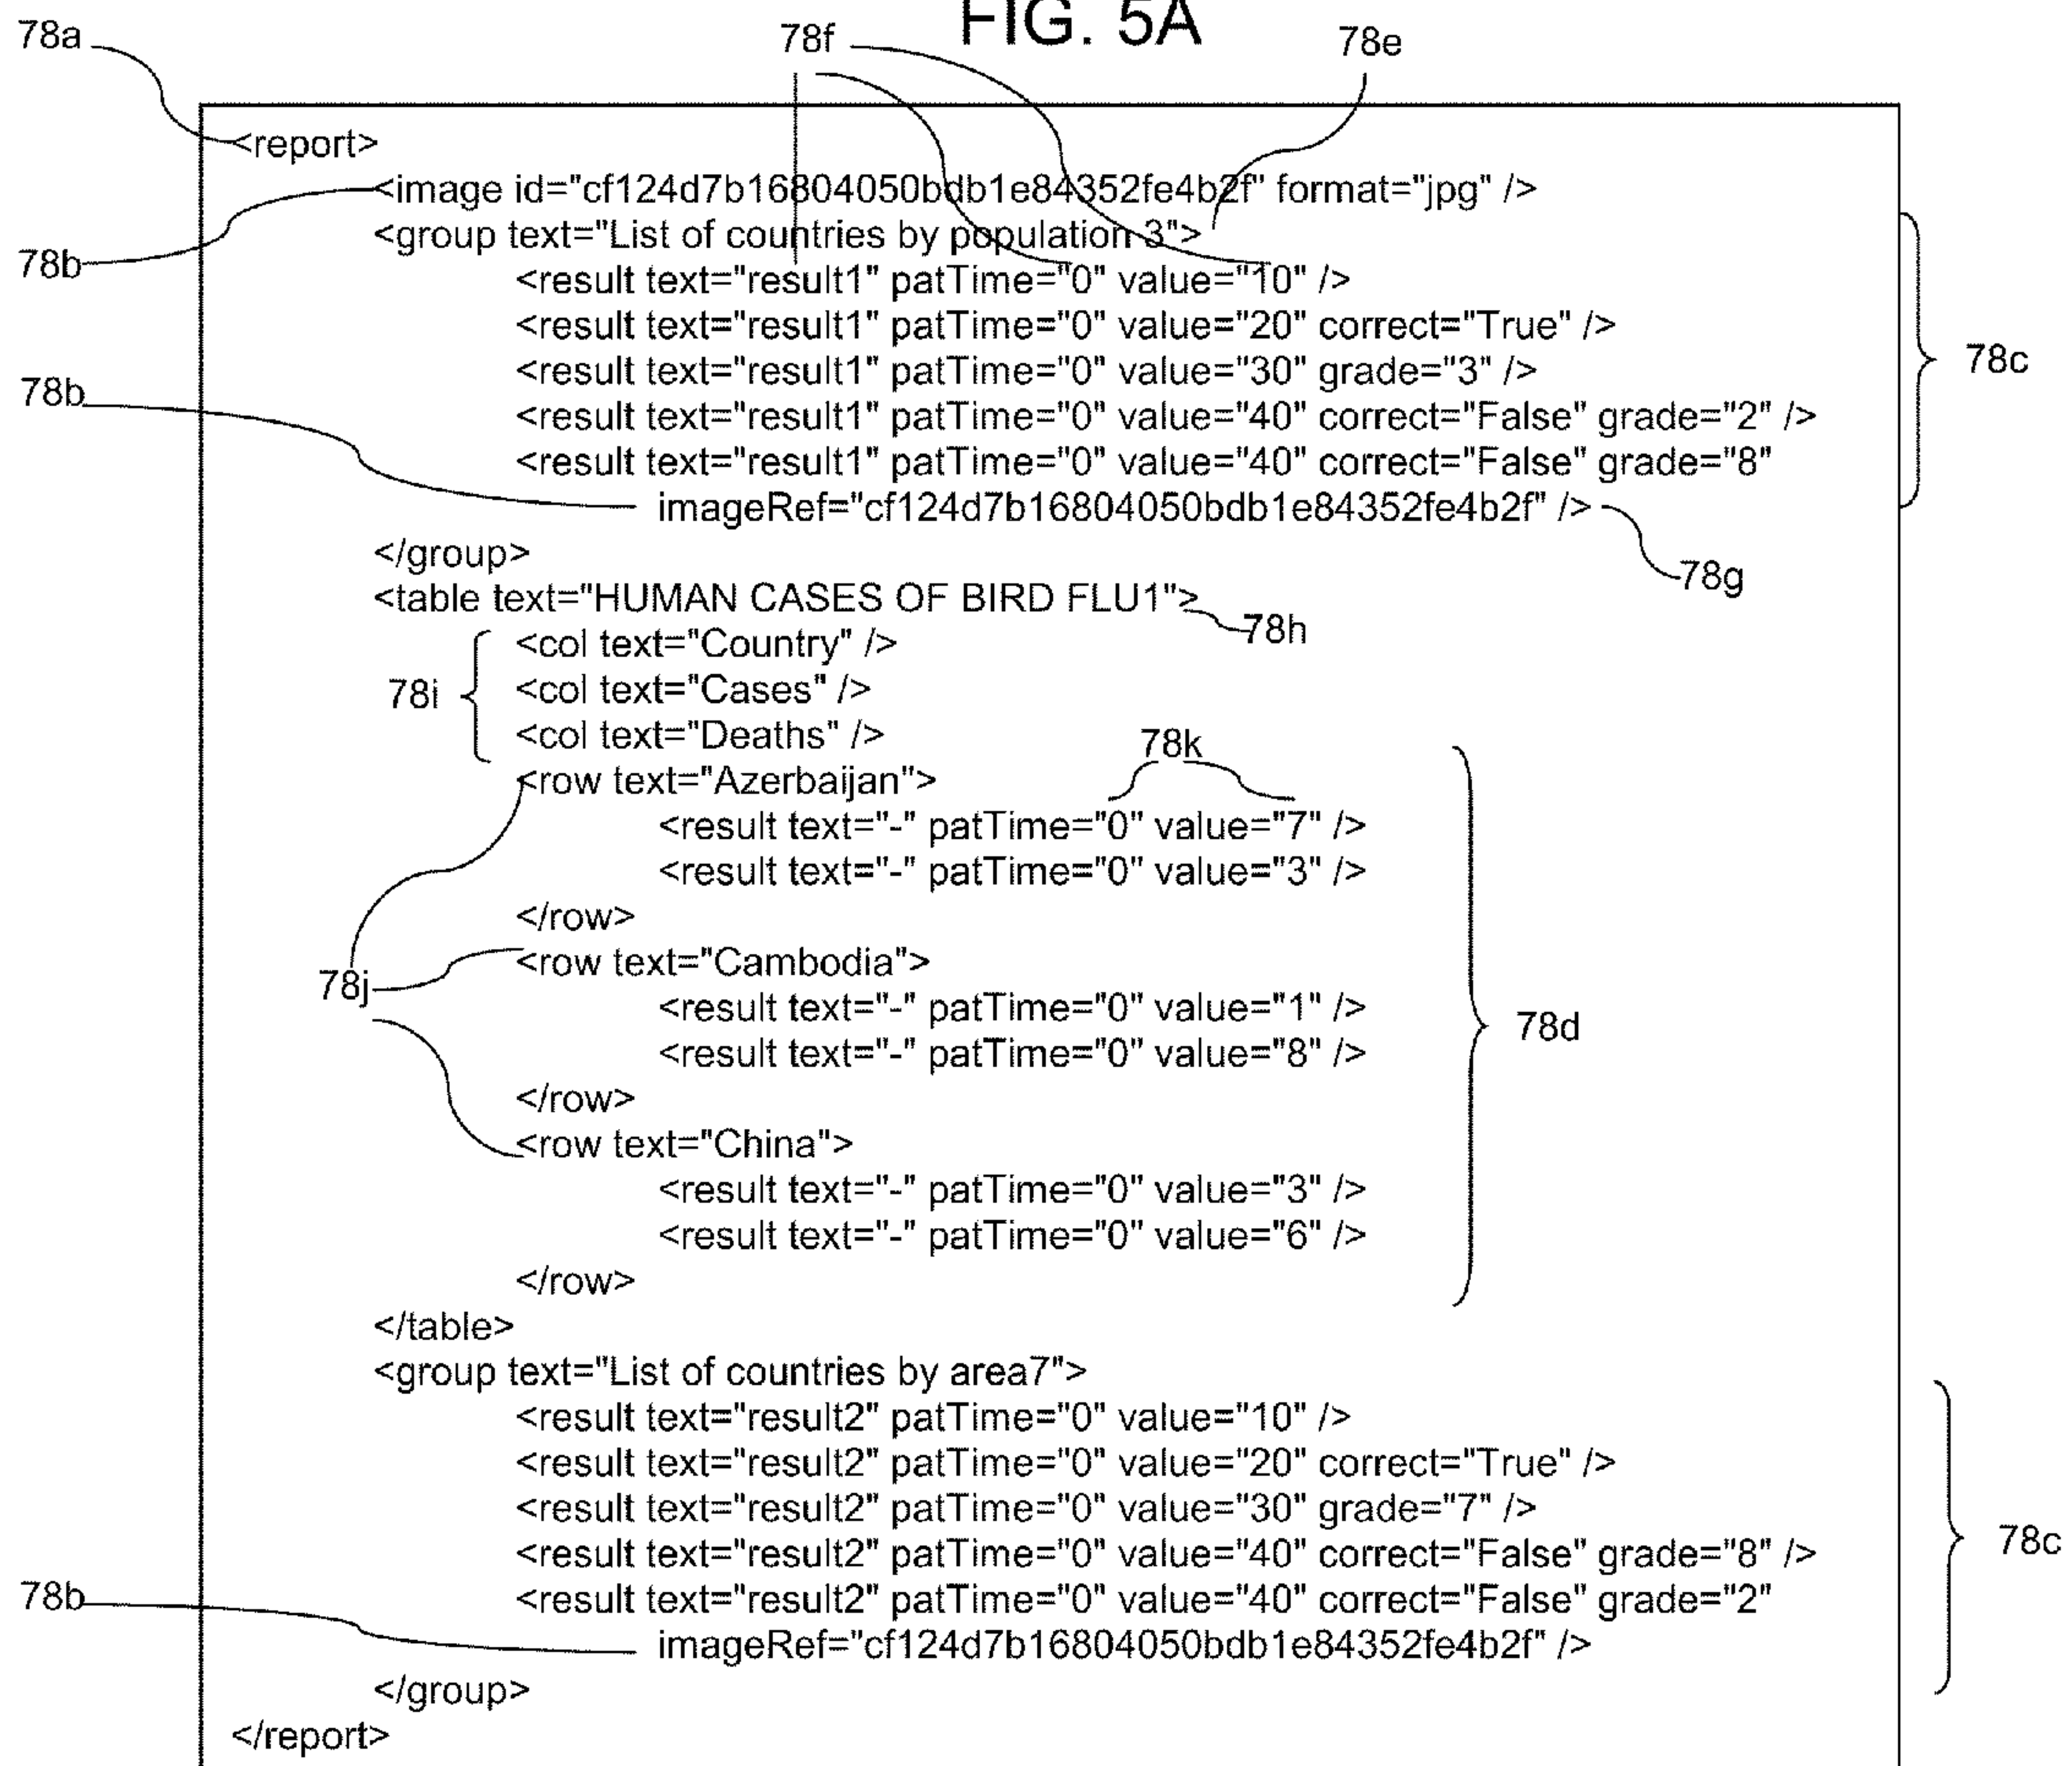 FIG. 5A
78a
78f
78e
<report>
<image id="cf124d7b16804050bdb1e84352fe4b2f" format="jpg" />
<group text="List of countries by population 3">
78b
<result text="result1" patTime="0" value="10" />
<result text="result1" patTime="0" value="20" correct="True" />
<result text="result1" patTime="0" value="30" grade="3" />
78c
78b
<result text="result1" patTime="0" value="40" correct="False" grade="2" />
<result text="result1" patTime="0" value="40" correct="False" grade="8"
imageRef="cf124d7b16804050bdb1e84352fe4b2f" />
</group>
78g
<table text="HUMAN CASES OF BIRD FLU1">
78h
<col text="Country" />
78i
<col text="Cases" />
<col text="Deaths" />
78k
<row text="Azerbaijan">
<result text="-" patTime="0" value="7" />
<result text="-" patTime="0" value="3" />
</row>
<row text="Cambodia">
78j
<result text="-" patTime="0" value="1" />
78d
<result text="-" patTime="0" value="8" />
</row>
<row text="China">
<result text="-" patTime="0" value="3" />
<result text="-" patTime="0" value="6" />
</row>
</table>
<group text="List of countries by area7">
<result text="result2" patTime="0" value="10" />
<result text="result2" patTime="0" value="20" correct="True" />
<result text="result2" patTime="0" value="30" grade="7" />
<result text="result2" patTime="0" value="40" correct="False" grade="8" />
78c
78b
<result text="result2" patTime="0" value="40" correct="False" grade="2"
imageRef="cf124d7b16804050bdb1e84352fe4b2f" />
</group>
</report>